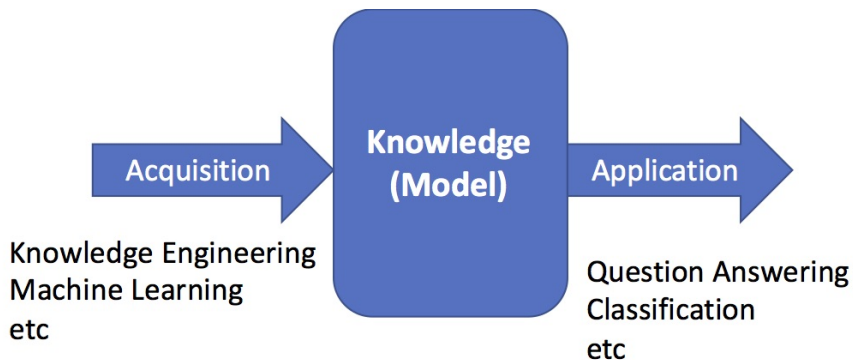 Acquisition
Knowledge Engineering
Machine Learning
etc
Knowledge
(Model)
Application
Question Answering
Classification
etc